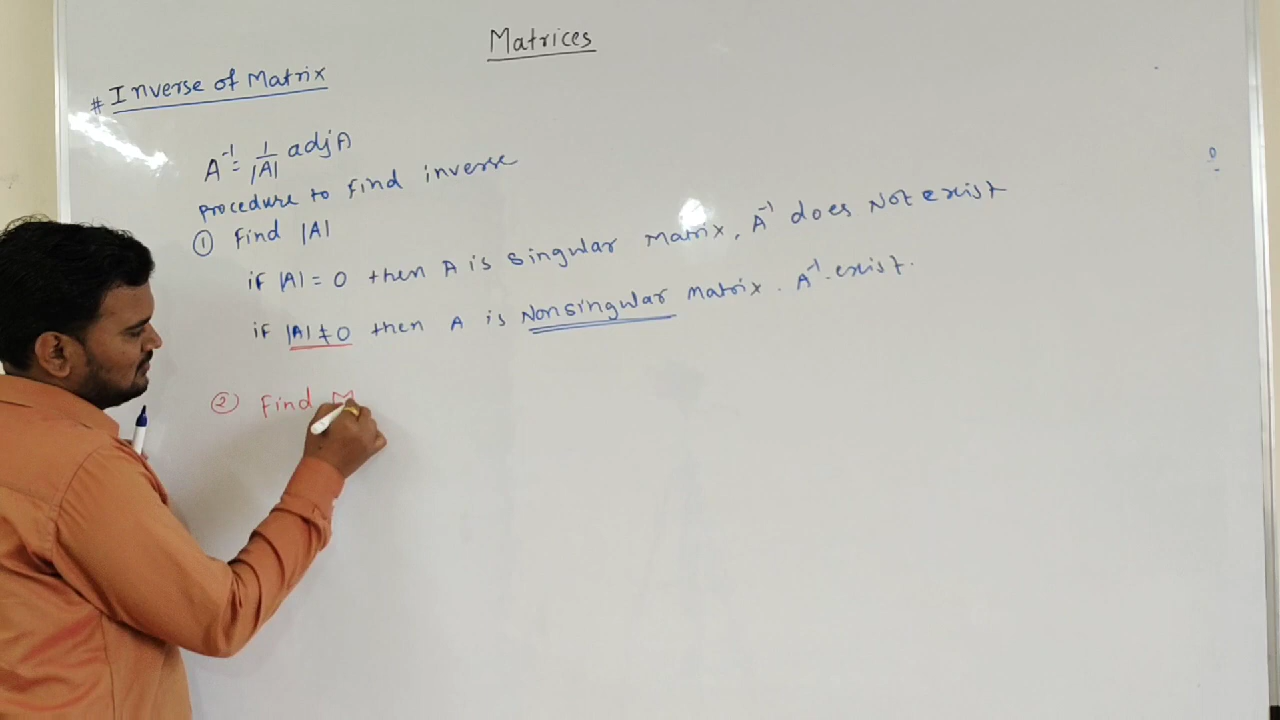 Matrices
# Inverse of Matrix
A⁻¹ = 1/|A| adj A
procedure to find inverse
① find |A|
if |A| = 0 then A is singular matrix, A⁻¹ does Not exist
if |A| ≠ 0 then A is Nonsingular matrix. A⁻¹ exist.
② find M